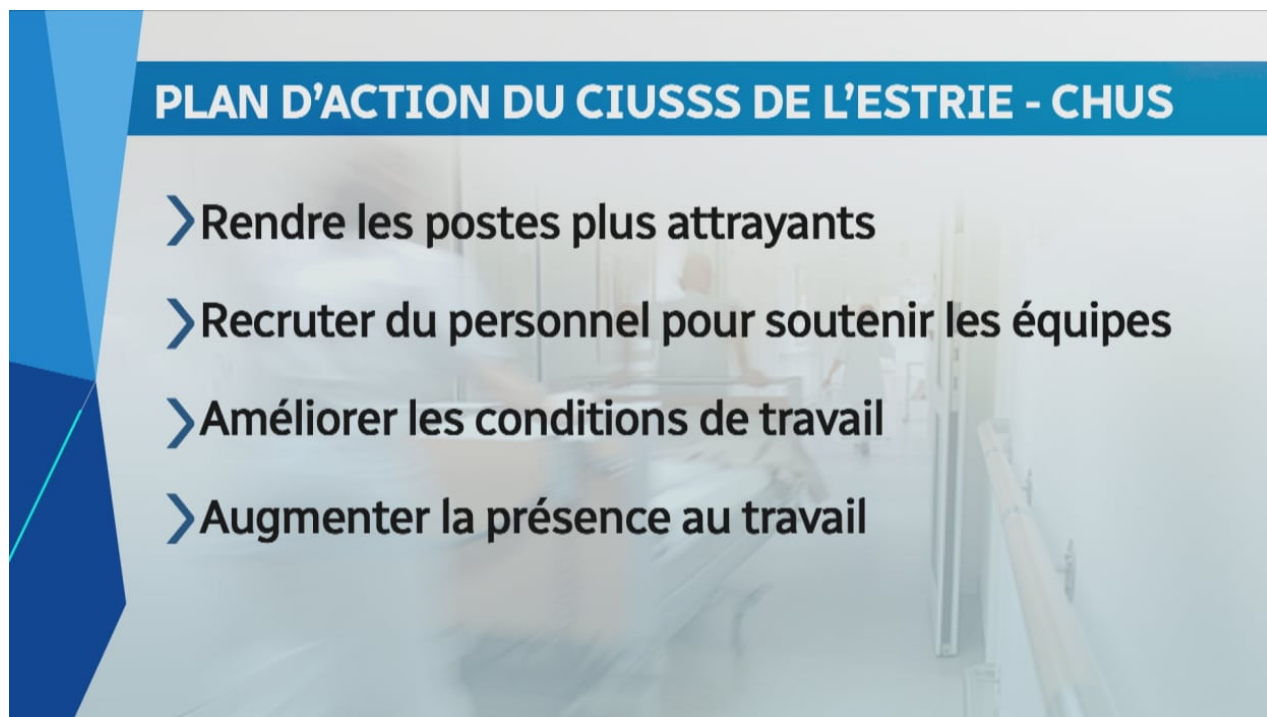 PLAN D’ACTION DU CIUSSS DE L’ESTRIE - CHUS
Rendre les postes plus attrayants
Recruter du personnel pour soutenir les équipes
Améliorer les conditions de travail
Augmenter la présence au travail